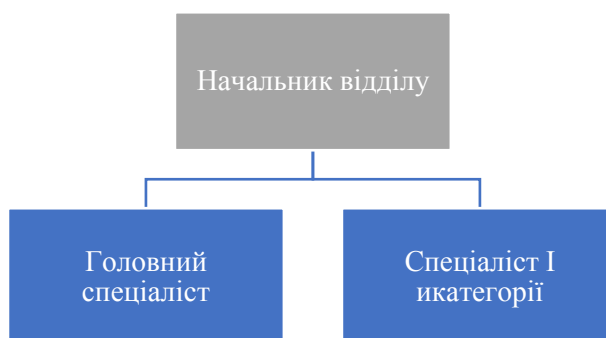 Начальник відділу
Головний
спеціаліст
Спеціаліст І
икатегорії